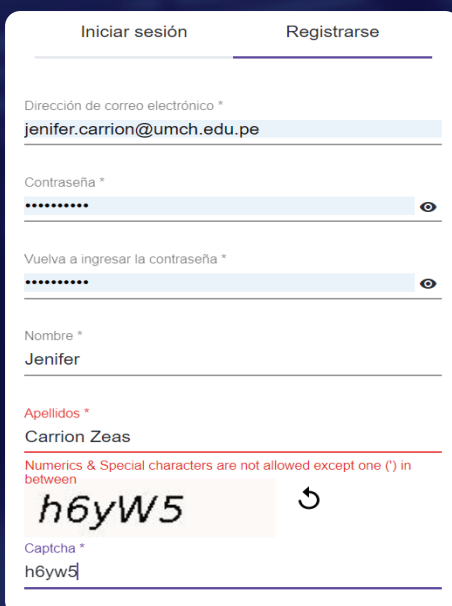 Iniciar sesión Registrarse
Dirección de correo electrónico *
jenifer.carrion@umch.edu.pe
Contraseña *
••••••••••
Vuelva a ingresar la contraseña *
••••••••••
Nombre *
Jenifer
Apellidos *
Carrion Zeas
Numerics & Special characters are not allowed except one (') in
between
h6yW5
Captcha *
h6yw5